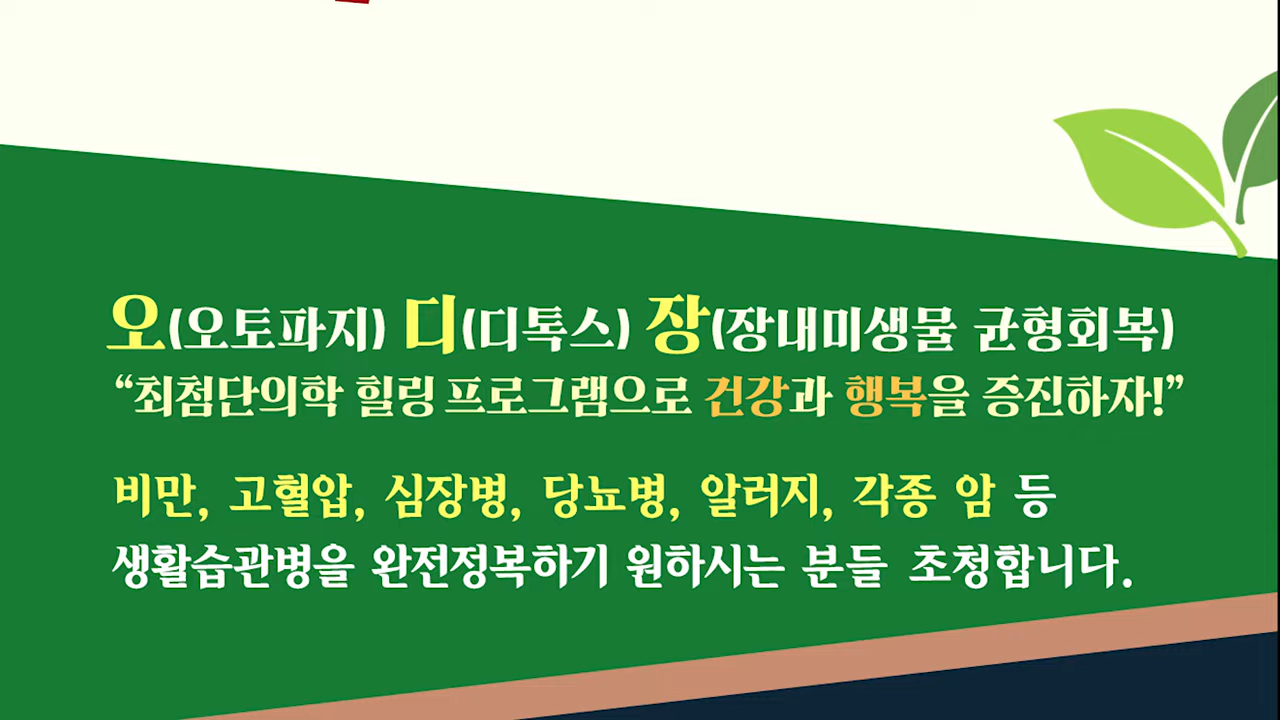 오(오토파지) 디(디톡스) 장(장내미생물 균형회복)
“최첨단의학 힐링 프로그램으로 건강과 행복을 증진하자!”
비만, 고혈압, 심장병, 당뇨병, 알러지, 각종 암 등
생활습관병을 완전정복하기 원하시는 분들 초청합니다.